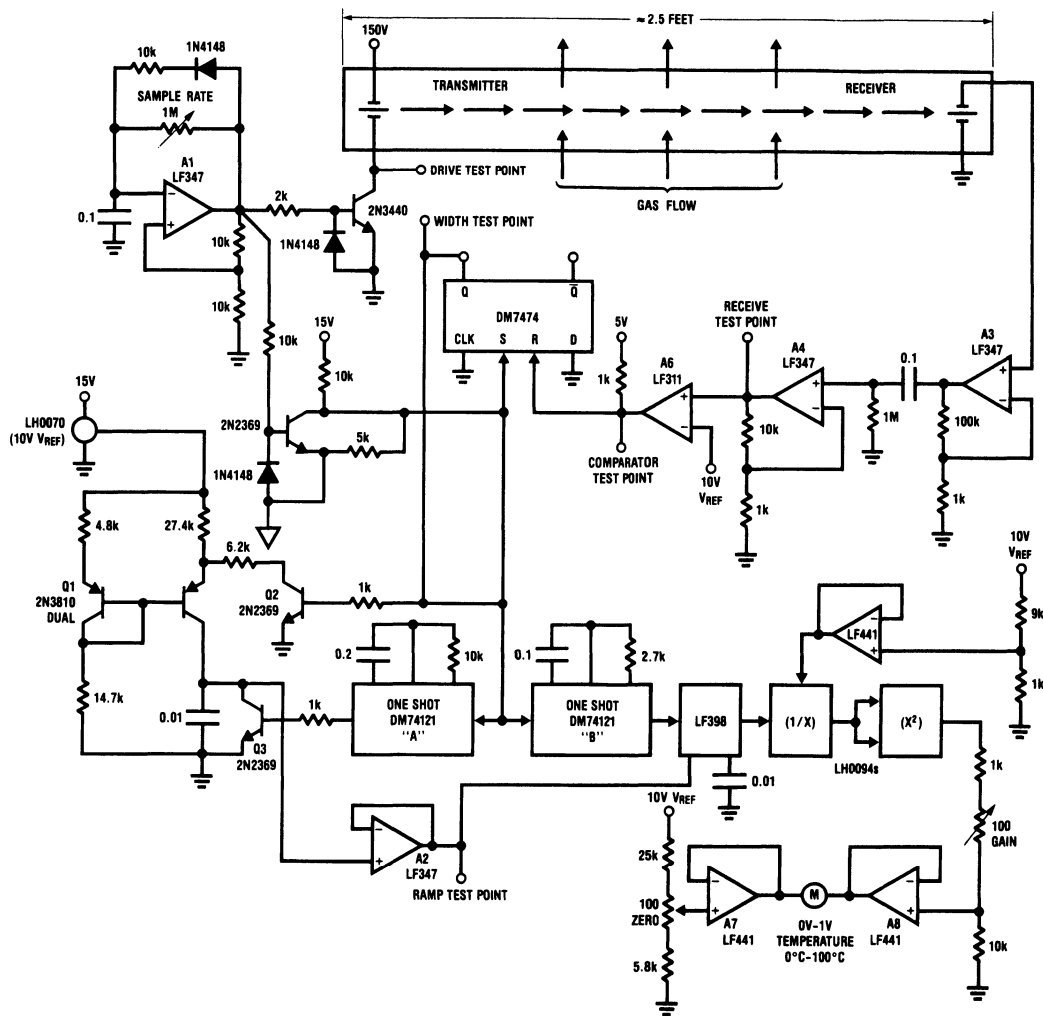 ≈ 2.5 FEET
150V
1N4148
10k
TRANSMITTER
RECEIVER
SAMPLE RATE
1M
A1
LF347
−
+
0.1
2k
2N3440
DRIVE TEST POINT
GAS FLOW
1N4148
WIDTH TEST POINT
10k
10k
Q
Q̅
DM7474
CLK
S
R
D
RECEIVE
TEST POINT
10k
15V
10k
5V
1k
A6
LF311
+
−
A4
LF347
+
−
0.1
A3
LF347
+
−
15V
LH0070
(10V VREF)
2N2369
5k
1N4148
COMPARATOR
TEST POINT
10V
VREF
10k
1M
100k
1k
1k
4.8k
27.4k
6.2k
Q1
2N3810
DUAL
Q2
2N2369
1k
10V
VREF
LF441
−
+
9k
1k
0.2
10k
0.1
2.7k
14.7k
0.01
Q3
2N2369
1k
ONE SHOT
DM74121
"A"
ONE SHOT
DM74121
"B"
LF398
0.01
(1/X)
(X²)
LH0094s
1k
100
GAIN
−
+
A2
LF347
RAMP TEST POINT
10V VREF
25k
100
ZERO
5.8k
−
+
A7
LF441
M
0V–1V
TEMPERATURE
0°C–100°C
−
+
A8
LF441
10k